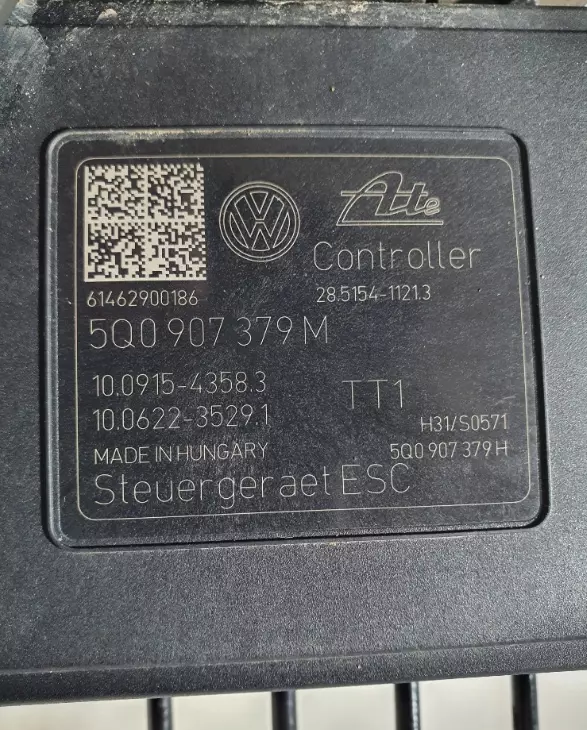 VW
Ate
Controller
61462900186
28.5154-1121.3
5Q0 907 379 M
10.0915-4358.3
10.0622-3529.1
TT1
H31/S0571
MADE IN HUNGARY
5Q0 907 379 H
Steuergeraet ESC